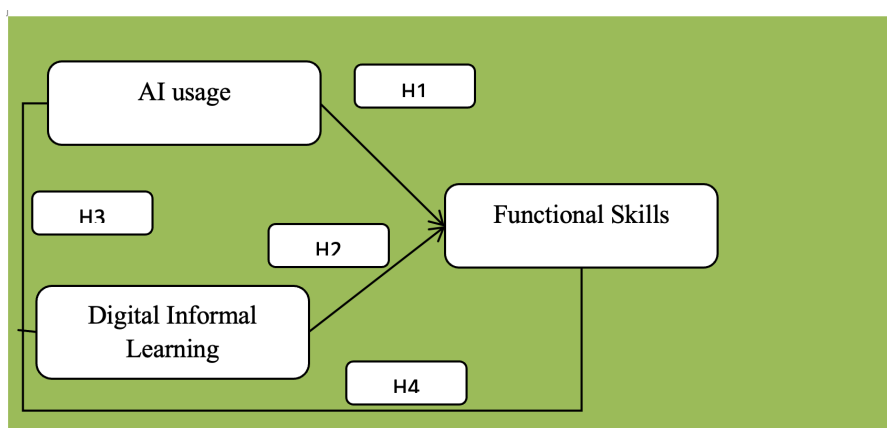 AI usage
H1
Functional Skills
H3
H2
Digital Informal
Learning
H4